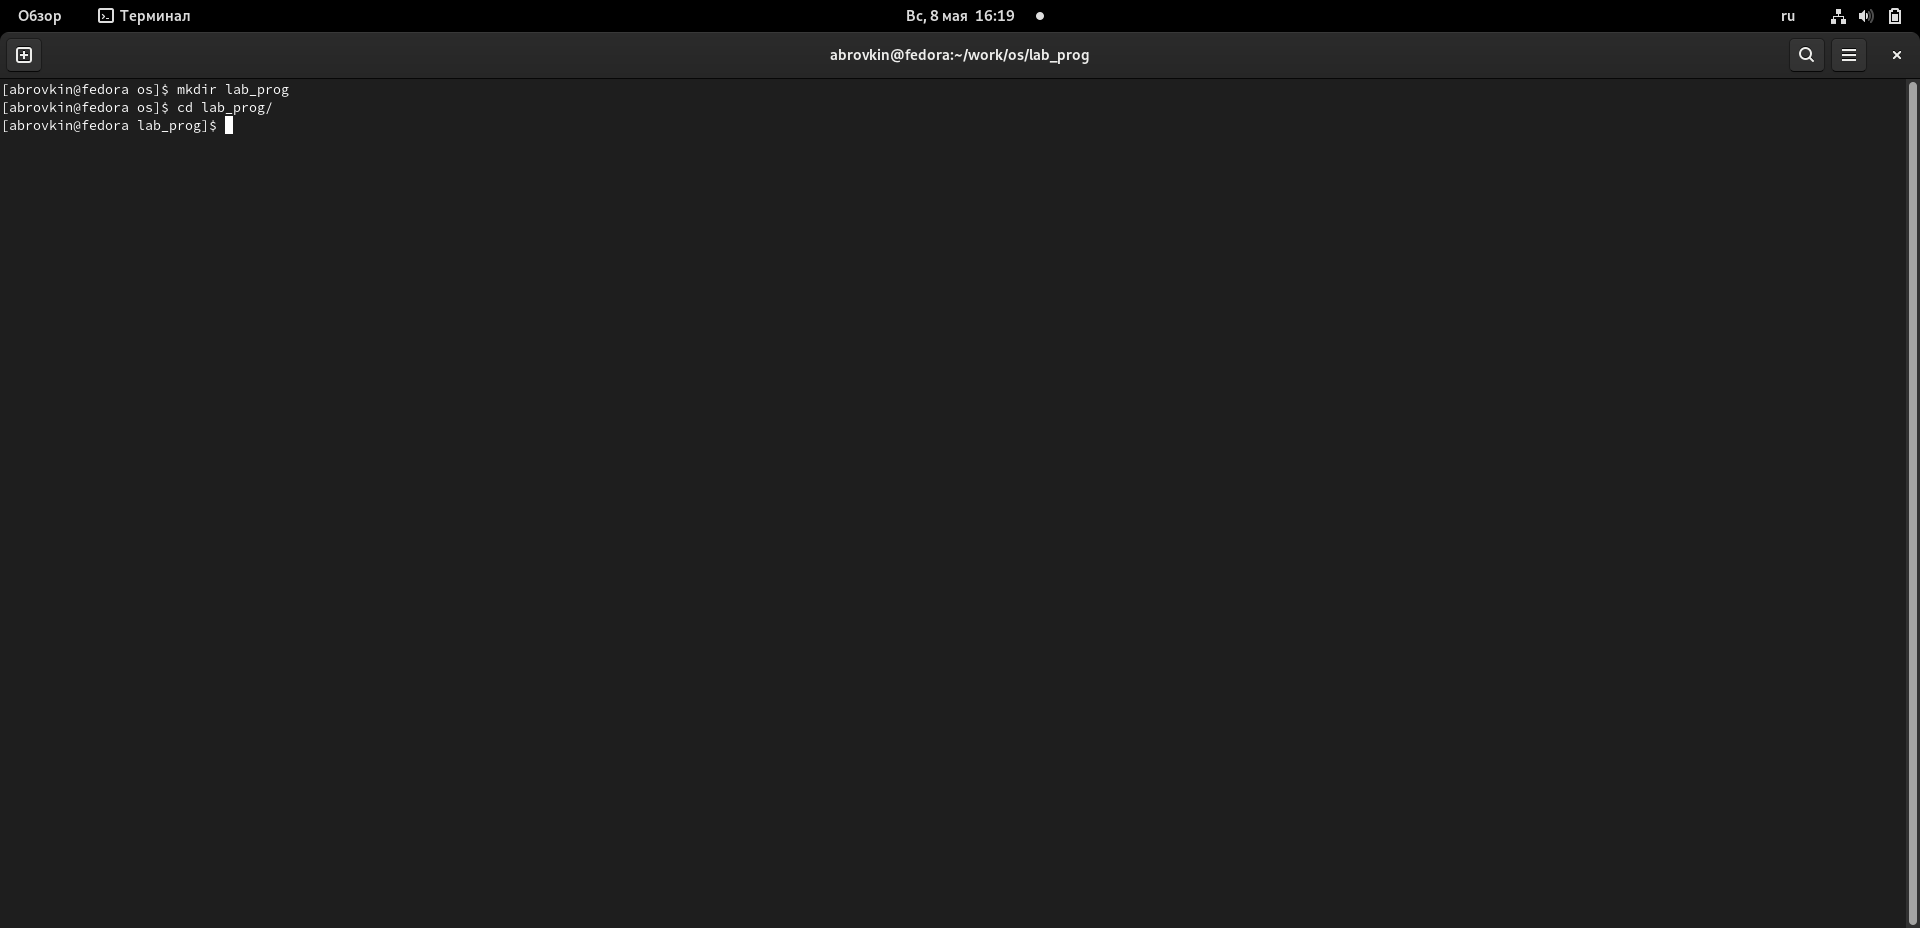 Обзор Терминал Вс, 8 мая 16:19 ru
abrovkin@fedora:~/work/os/lab_prog
[abrovkin@fedora os]$ mkdir lab_prog
[abrovkin@fedora os]$ cd lab_prog/
[abrovkin@fedora lab_prog]$